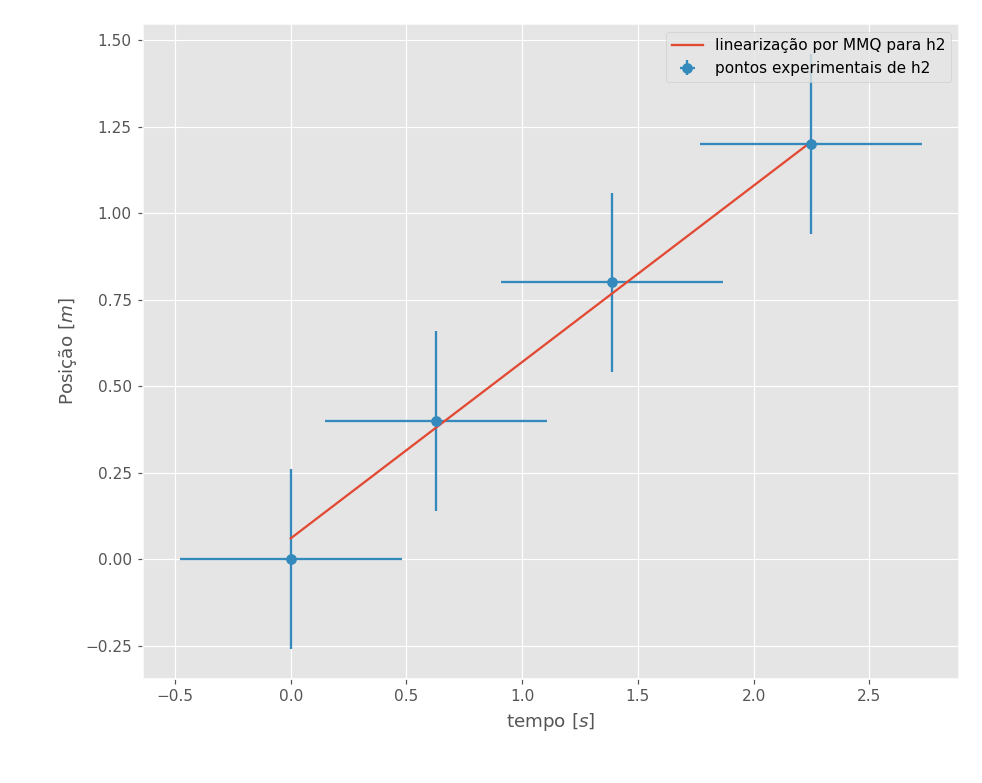 linearização por MMQ para h2
pontos experimentais de h2
1.50
1.25
1.00
0.75
0.50
0.25
0.00
−0.25
Posição [m]
−0.5 0.0 0.5 1.0 1.5 2.0 2.5
tempo [s]